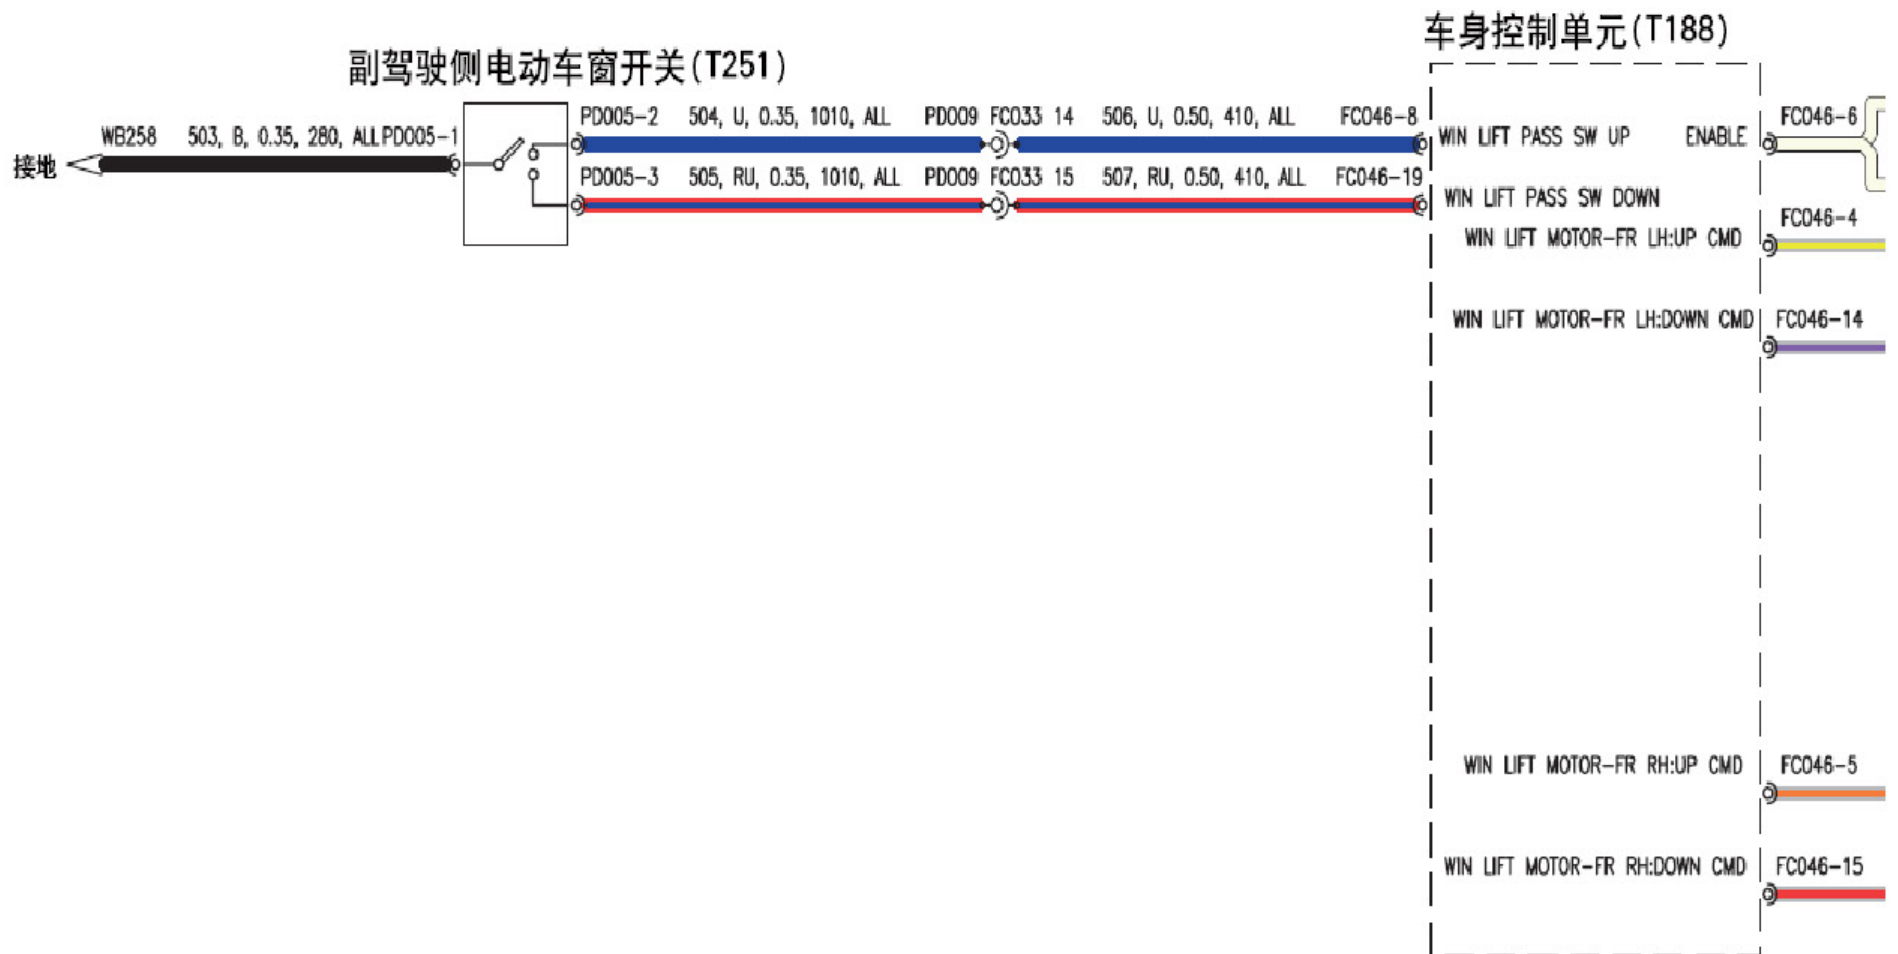 车身控制单元(T188)
副驾驶侧电动车窗开关(T251)
PD005-2 504, U, 0.35, 1010, ALL PD009 FC033 14 506, U, 0.50, 410, ALL FC046-8
FC046-6
WB258 503, B, 0.35, 280, ALL PD005-1
WIN LIFT PASS SW UP ENABLE
接地
PD005-3 505, RU, 0.35, 1010, ALL PD009 FC033 15 507, RU, 0.50, 410, ALL FC046-19
WIN LIFT PASS SW DOWN
FC046-4
WIN LIFT MOTOR-FR LH:UP CMD
WIN LIFT MOTOR-FR LH:DOWN CMD FC046-14
WIN LIFT MOTOR-FR RH:UP CMD FC046-5
WIN LIFT MOTOR-FR RH:DOWN CMD FC046-15